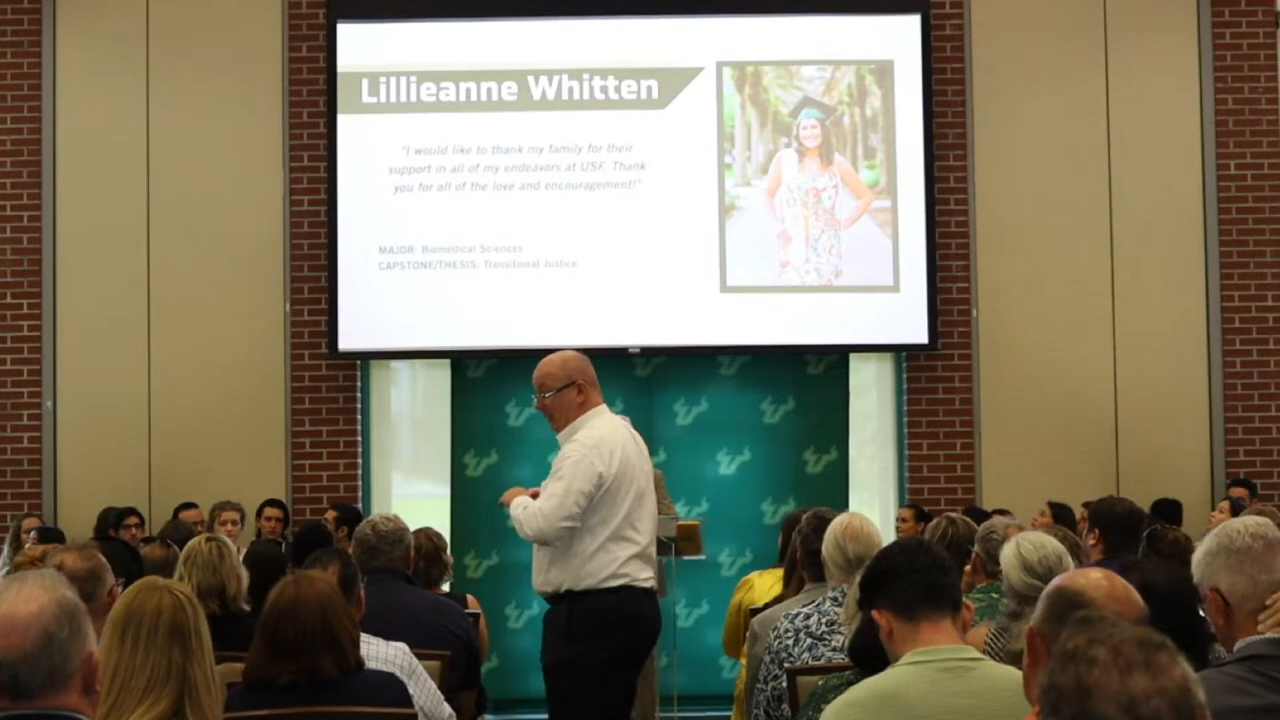 Lillieanne Whitten
"I would like to thank my family for their
support in all of my endeavors at USF. Thank
you for all of the love and encouragement!"
MAJOR: Biomedical Sciences
CAPSTONE/THESIS: Transitional Justice